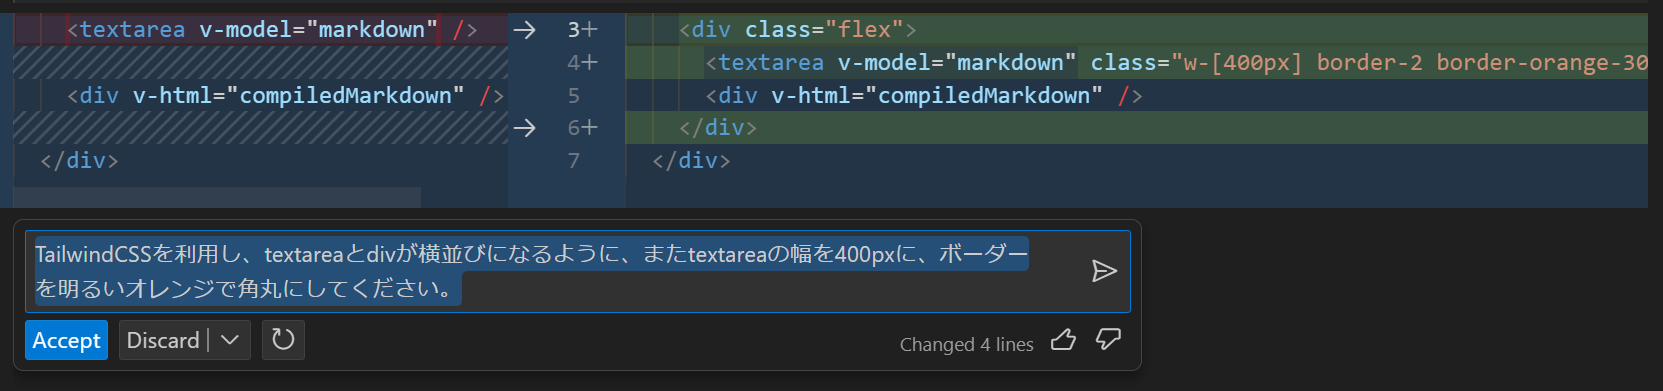 <textarea v-model="markdown" />
<div v-html="compiledMarkdown" />
</div>
3+ <div class="flex">
4+ <textarea v-model="markdown" class="w-[400px] border-2 border-orange-30
5 <div v-html="compiledMarkdown" />
6+ </div>
7 </div>
TailwindCSSを利用し、textareaとdivが横並びになるように、またtextareaの幅を400pxに、ボーダー
を明るいオレンジで角丸にしてください。
Accept Discard
Changed 4 lines